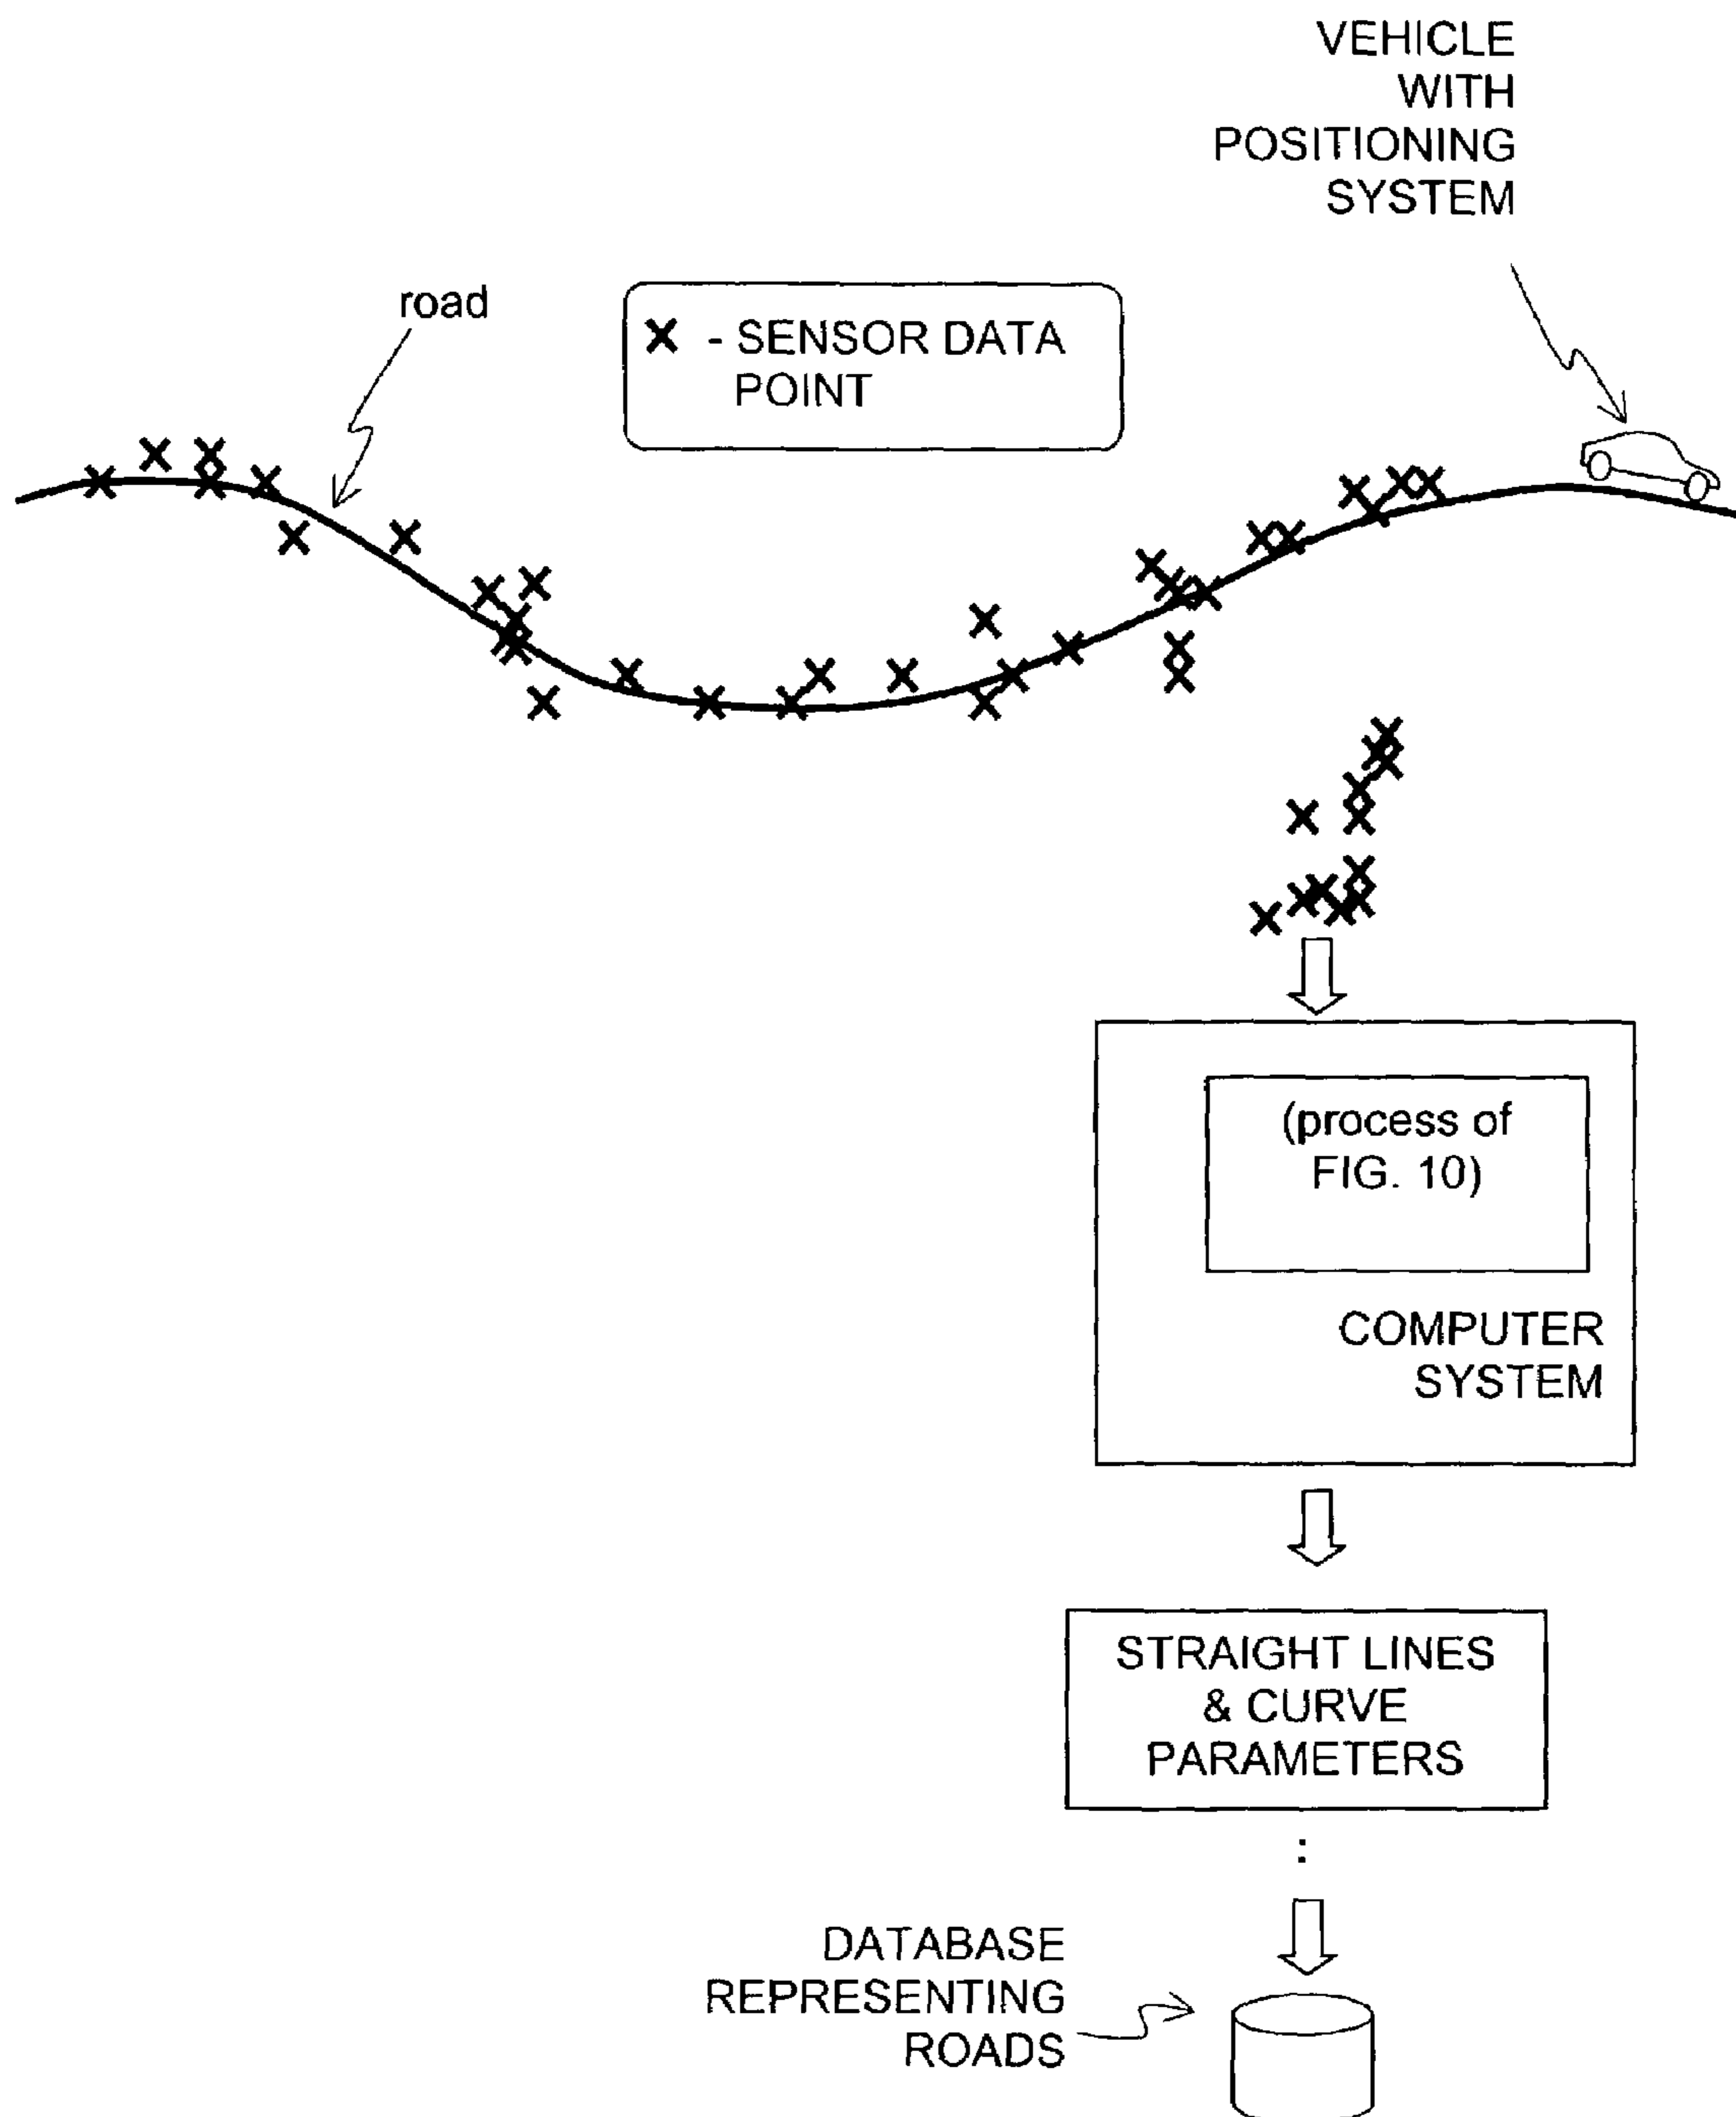 VEHICLE
WITH
POSITIONING
SYSTEM
road
X - SENSOR DATA
POINT
(process of
FIG. 10)
COMPUTER
SYSTEM
STRAIGHT LINES
& CURVE
PARAMETERS
:
DATABASE
REPRESENTING
ROADS